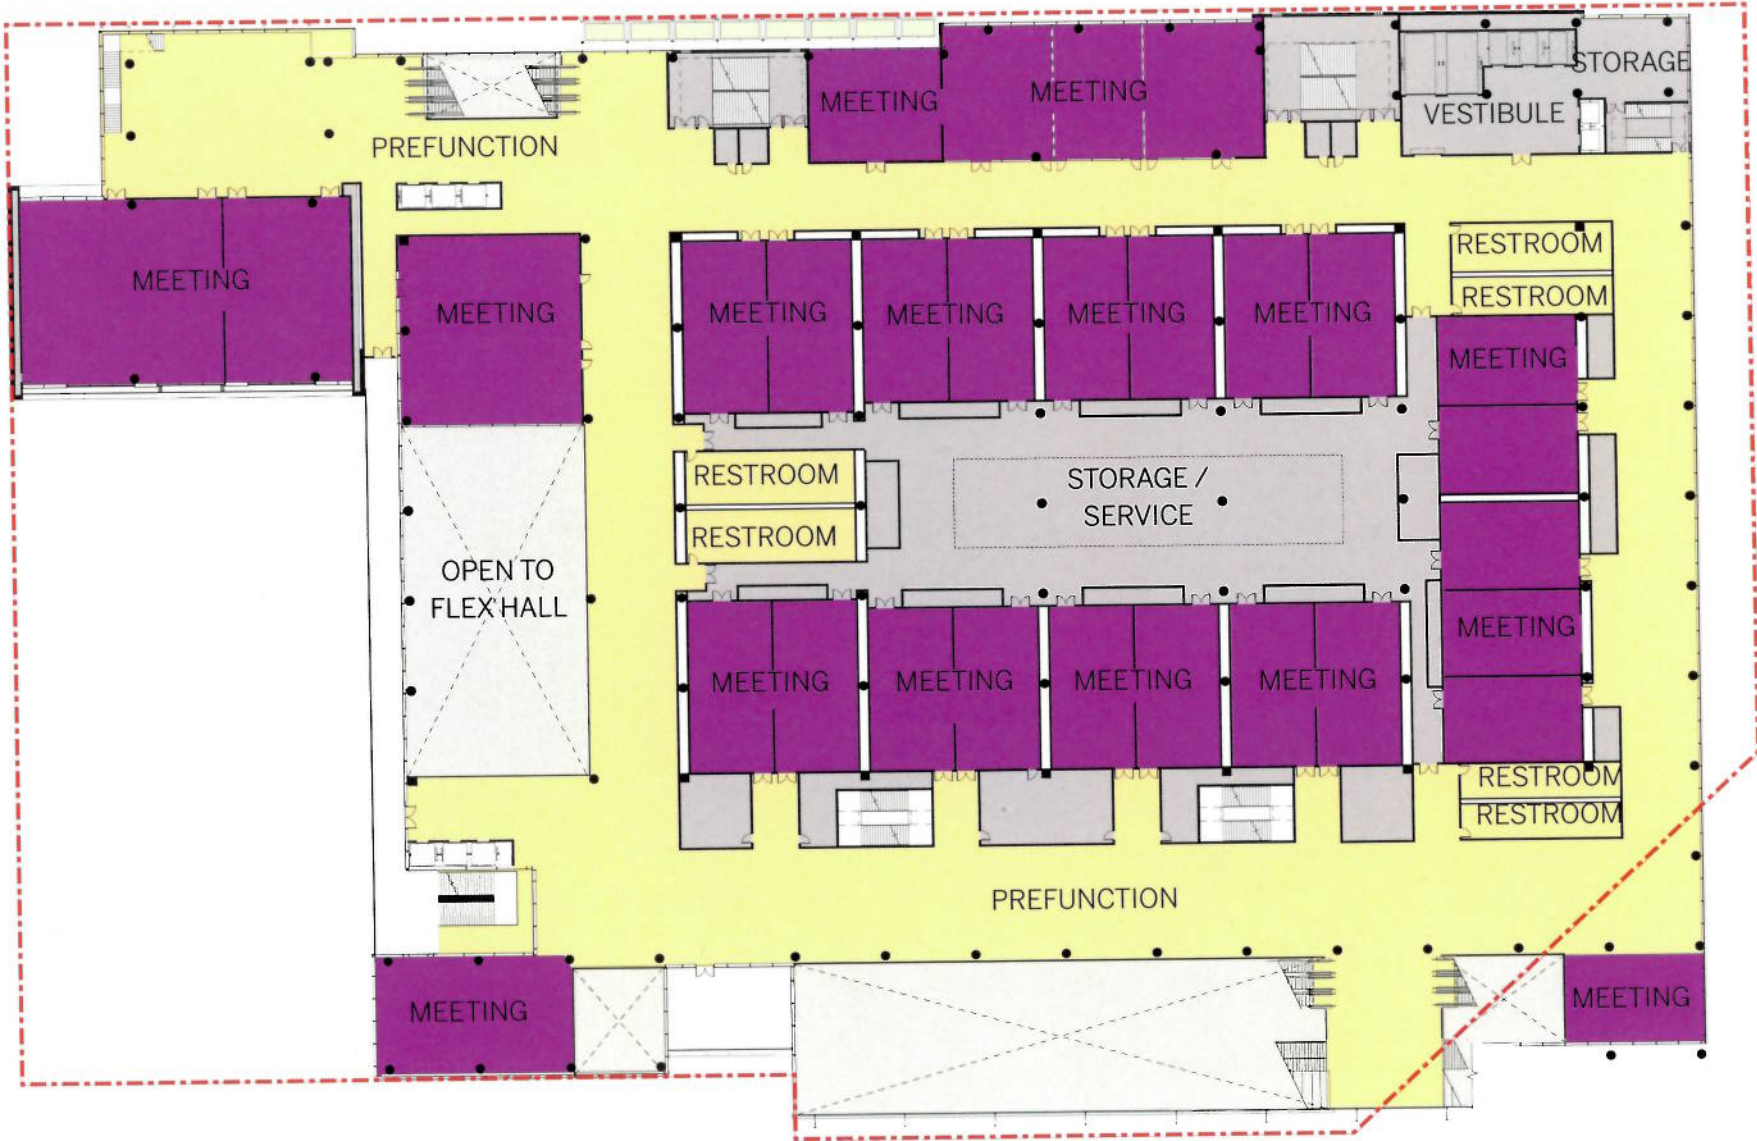 STORAGE
MEETING
MEETING
VESTIBULE
PREFUNCTION
RESTROOM
MEETING
RESTROOM
MEETING
MEETING
MEETING
MEETING
MEETING
MEETING
RESTROOM
STORAGE /
SERVICE
RESTROOM
OPEN TO
FLEX HALL
MEETING
MEETING
MEETING
MEETING
MEETING
RESTROOM
RESTROOM
PREFUNCTION
MEETING
MEETING